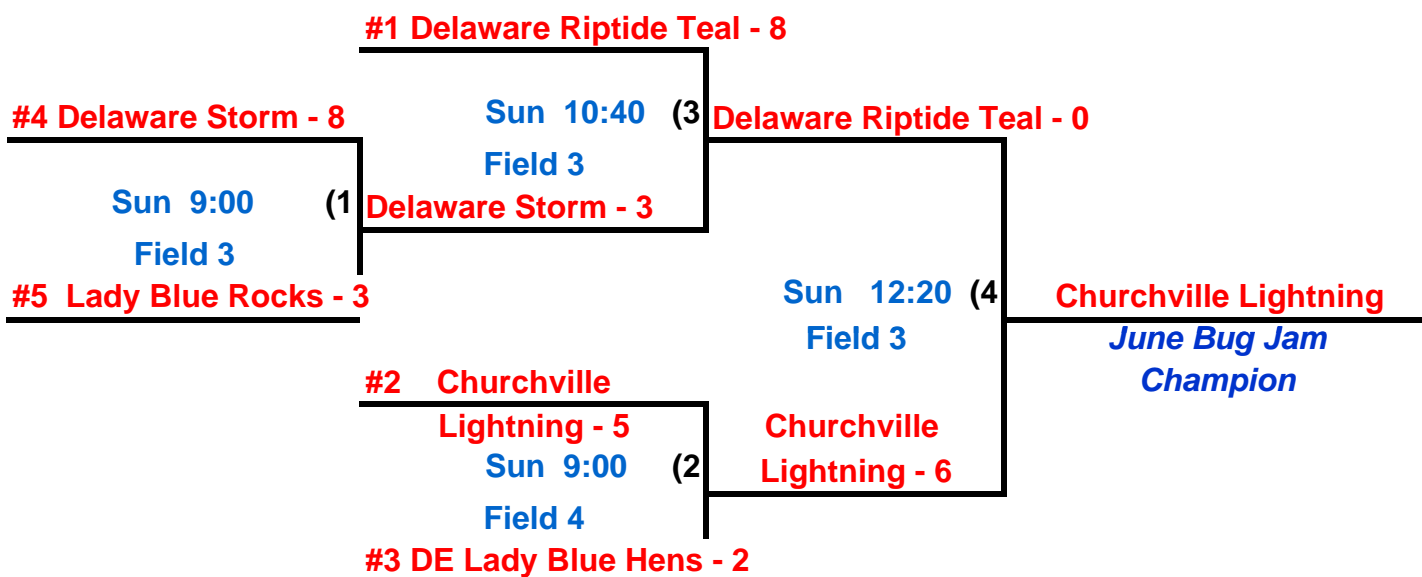 #1 Delaware Riptide Teal - 8
#4 Delaware Storm - 8
Sun 10:40 (3
Delaware Riptide Teal - 0
Field 3
Sun 9:00 (1
Delaware Storm - 3
Field 3
#5 Lady Blue Rocks - 3
Sun 12:20 (4
Churchville Lightning
Field 3
June Bug Jam
Champion
#2 Churchville
Lightning - 5
Churchville
Lightning - 6
Sun 9:00 (2
Field 4
#3 DE Lady Blue Hens - 2